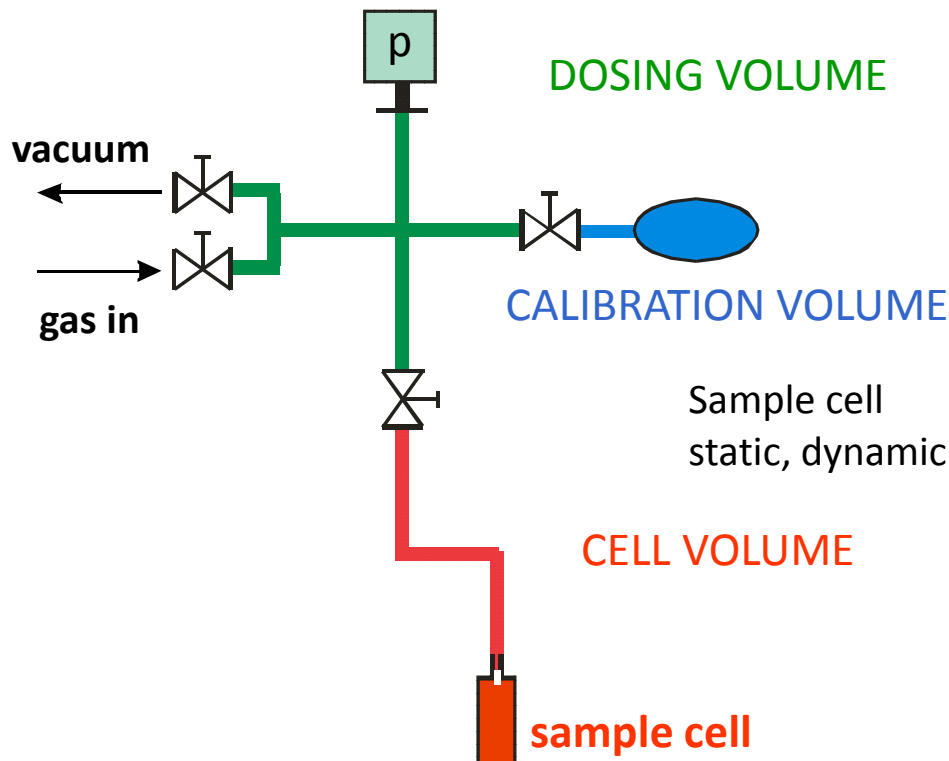 p
DOSING VOLUME
vacuum
gas in
CALIBRATION VOLUME
Sample cell
static, dynamic
CELL VOLUME
sample cell